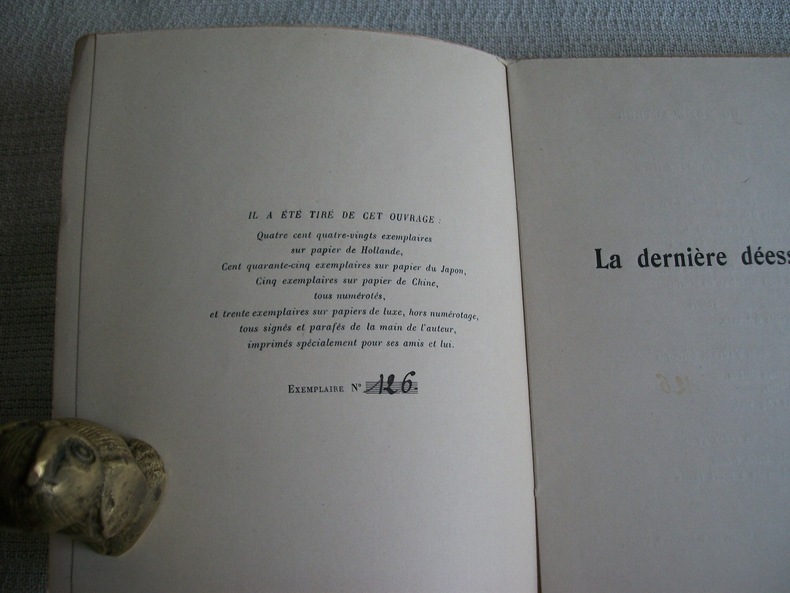 IL A ÉTÉ TIRÉ DE CET OUVRAGE :
Quatre cent quatre-vingts exemplaires
sur papier de Hollande,
Cent quarante-cinq exemplaires sur papier du Japon,
Cinq exemplaires sur papier de Chine,
tous numérotés,
et trente exemplaires sur papiers de luxe, hors numérotage,
tous signés et parafés de la main de l'auteur,
imprimés spécialement pour ses amis et lui.
EXEMPLAIRE N° 126.
La dernière déess